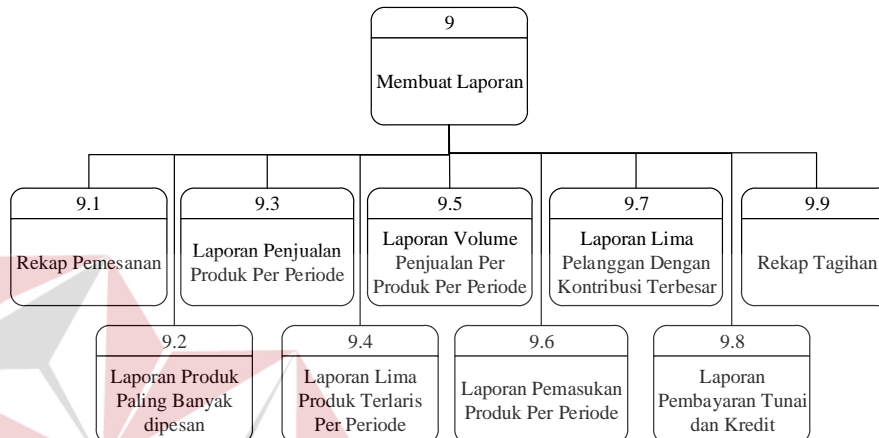 9
Membuat Laporan
9.1
Rekap Pemesanan
9.3
Laporan Penjualan
Produk Per Periode
9.5
Laporan Volume
Penjualan Per
Produk Per Periode
9.7
Laporan Lima
Pelanggan Dengan
Kontribusi Terbesar
9.9
Rekap Tagihan
9.2
Laporan Produk
Paling Banyak
dipesan
9.4
Laporan Lima
Produk Terlaris
Per Periode
9.6
Laporan Pemasukan
Produk Per Periode
9.8
Laporan
Pembayaran Tunai
dan Kredit